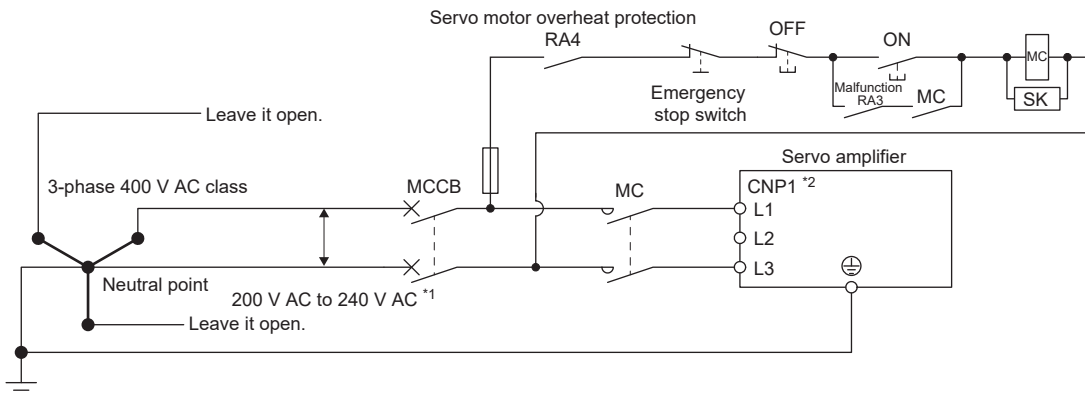 Servo motor overheat protection
RA4
OFF
ON
MC
Malfunction
RA3
MC
SK
Emergency
stop switch
Leave it open.
Servo amplifier
3-phase 400 V AC class
MCCB
MC
CNP1 *2
L1
L2
L3
Neutral point
200 V AC to 240 V AC *1
Leave it open.